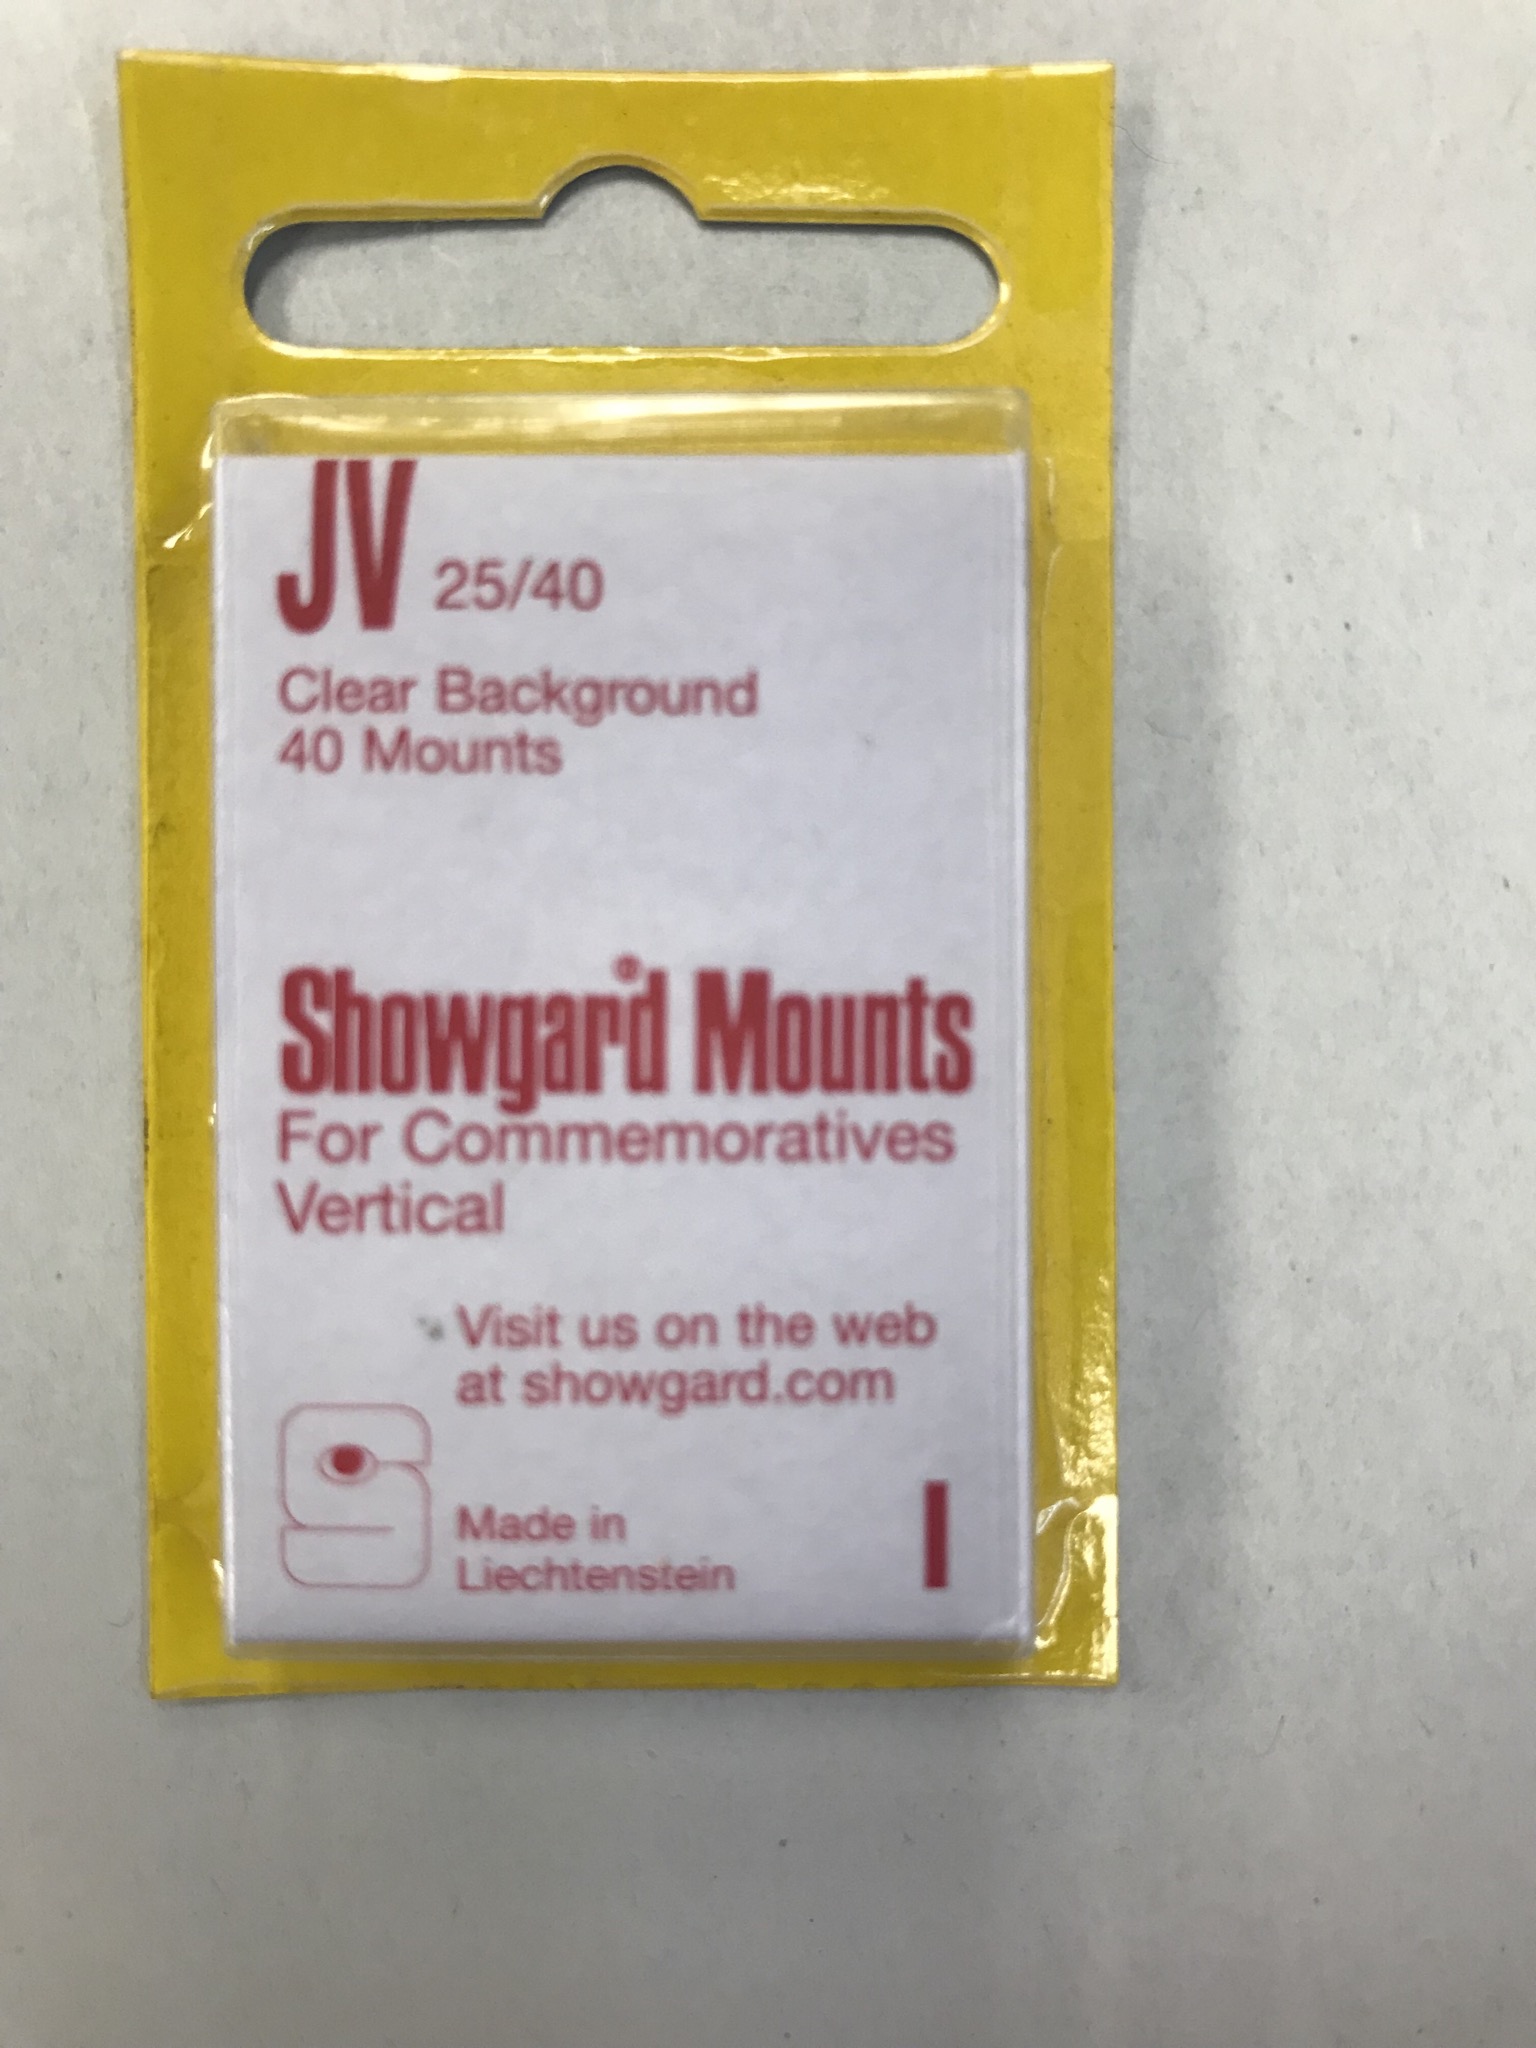 JV 25/40
Clear Background
40 Mounts
Showgard® Mounts
For Commemoratives
Vertical
Visit us on the web
at showgard.com
Made in
Liechtenstein